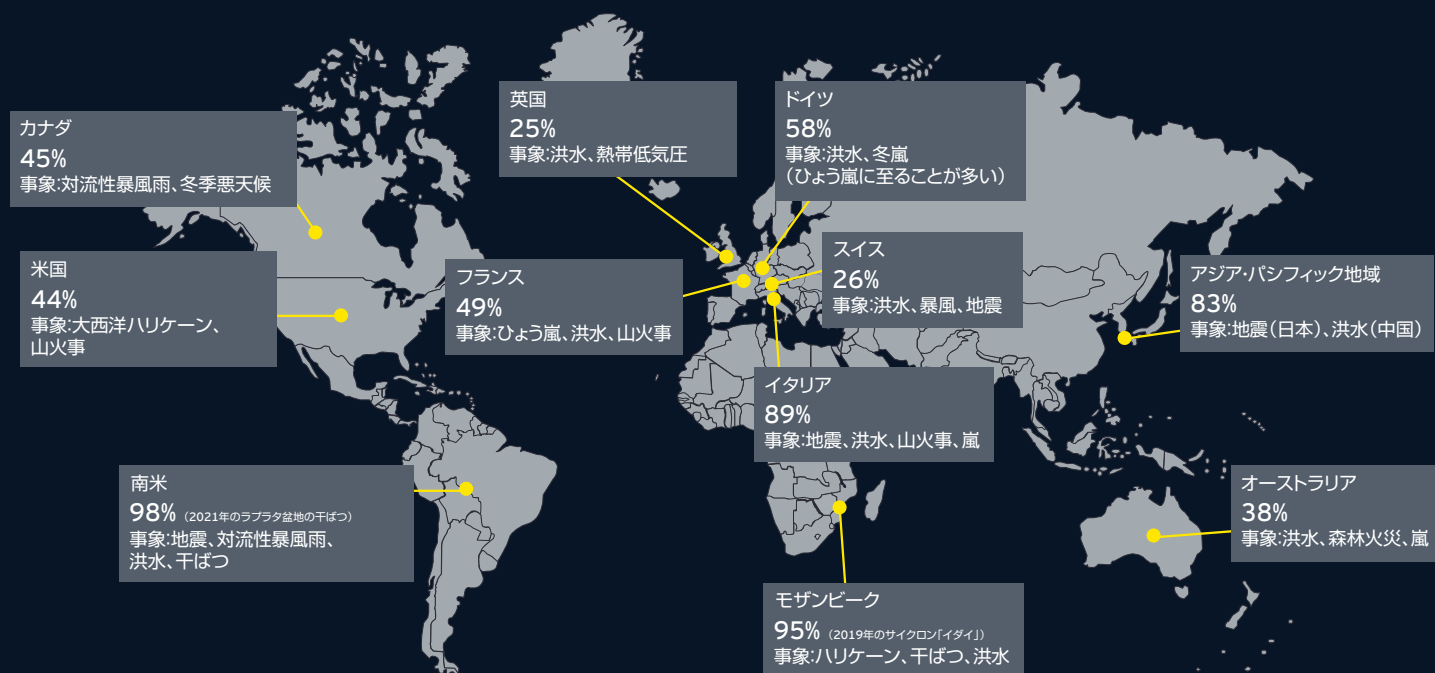 カナダ
45%
事象:対流性暴風雨、冬季悪天候
英国
25%
事象:洪水、熱帯低気圧
ドイツ
58%
事象:洪水、冬嵐
（ひょう嵐に至ることが多い）
米国
44%
事象:大西洋ハリケーン、
山火事
フランス
49%
事象:ひょう嵐、洪水、山火事
スイス
26%
事象:洪水、暴風、地震
アジア・パシフィック地域
83%
事象:地震（日本）、洪水（中国）
イタリア
89%
事象:地震、洪水、山火事、嵐
南米
98% （2021年のラプラタ盆地の干ばつ）
事象:地震、対流性暴風雨、
洪水、干ばつ
オーストラリア
38%
事象:洪水、森林火災、嵐
モザンビーク
95% （2019年のサイクロン「イダイ」）
事象:ハリケーン、干ばつ、洪水